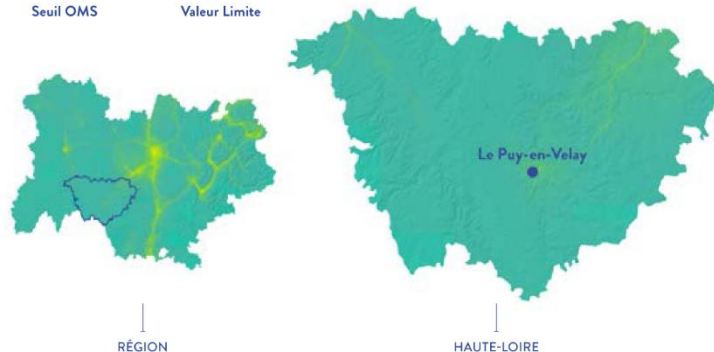 Seuil OMS
Valeur Limite
Le Puy-en-Velay
RÉGION
HAUTE-LOIRE